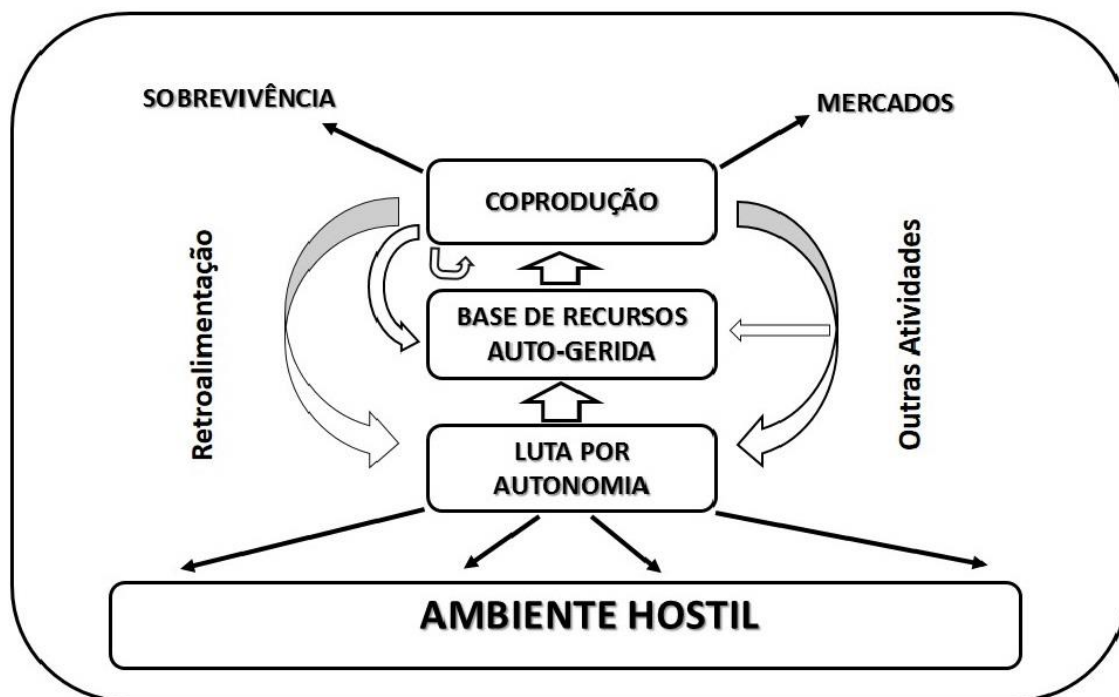 SOBREVIVÊNCIA
MERCADOS
COPRODUÇÃO
Retroalimentação
Outras Atividades
BASE DE RECURSOS
AUTO-GERIDA
LUTA POR
AUTONOMIA
AMBIENTE HOSTIL